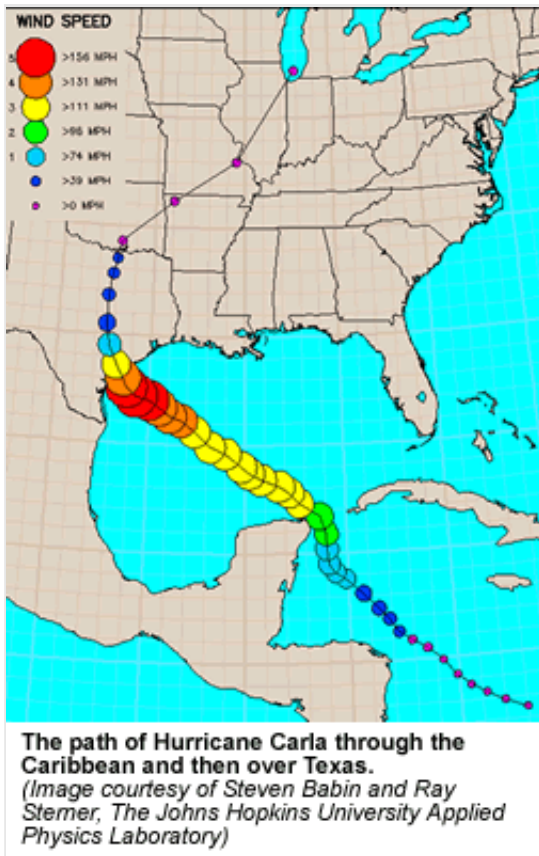 WIND SPEED
5 >156 MPH
4 >131 MPH
3 >111 MPH
2 >96 MPH
1 >74 MPH
>39 MPH
>0 MPH
The path of Hurricane Carla through the
Caribbean and then over Texas.
(Image courtesy of Steven Babin and Ray
Sterner, The Johns Hopkins University Applied
Physics Laboratory)